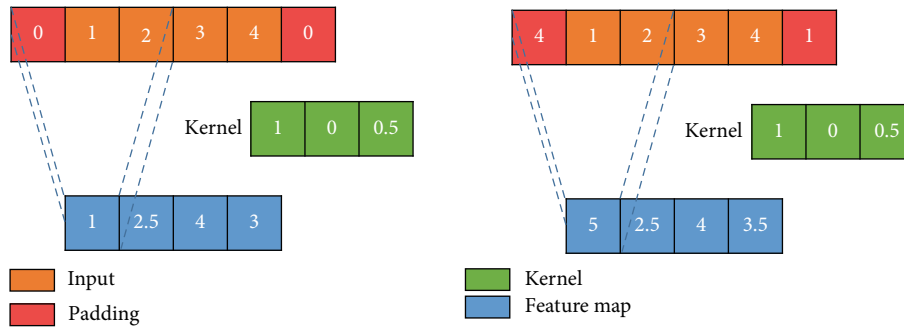 0 1 2 3 4 0
Kernel 1 0 0.5
1 2.5 4 3
Input
Padding
4 1 2 3 4 1
Kernel 1 0 0.5
5 2.5 4 3.5
Kernel
Feature map